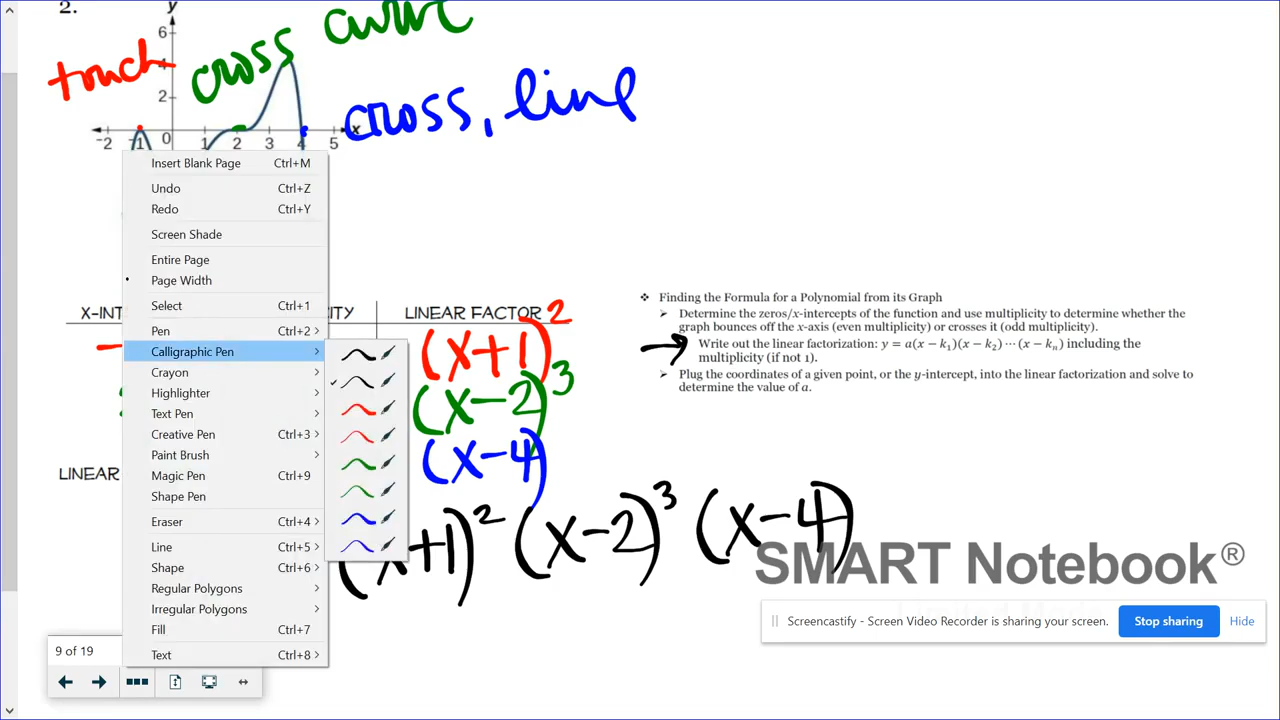 2.
y
6
4
2
touch
cross curve
cross, line
x
-2 -1 0 1 2 3 4 5
Insert Blank Page Ctrl+M
Undo Ctrl+Z
Redo Ctrl+Y
Screen Shade
Entire Page
Page Width
Select Ctrl+1
Pen Ctrl+2
Calligraphic Pen
Crayon
Highlighter
Text Pen
Creative Pen Ctrl+3
Paint Brush
Magic Pen Ctrl+9
Shape Pen
Eraser Ctrl+4
Line Ctrl+5
Shape Ctrl+6
Regular Polygons
Irregular Polygons
Fill Ctrl+7
Text Ctrl+8
X-INT CITY LINEAR FACTOR
(x+1)²
(x-2)³
(x-4)
LINEAR
+1)² (x-2)³ (x-4)
❖ Finding the Formula for a Polynomial from its Graph
➤ Determine the zeros/x-intercepts of the function and use multiplicity to determine whether the
graph bounces off the x-axis (even multiplicity) or crosses it (odd multiplicity).
Write out the linear factorization: y = a(x − k₁)(x − k₂) ⋯ (x − kₙ) including the
multiplicity (if not 1).
➤ Plug the coordinates of a given point, or the y-intercept, into the linear factorization and solve to
determine the value of a.
SMART Notebook®
Screencastify - Screen Video Recorder is sharing your screen. Stop sharing Hide
9 of 19